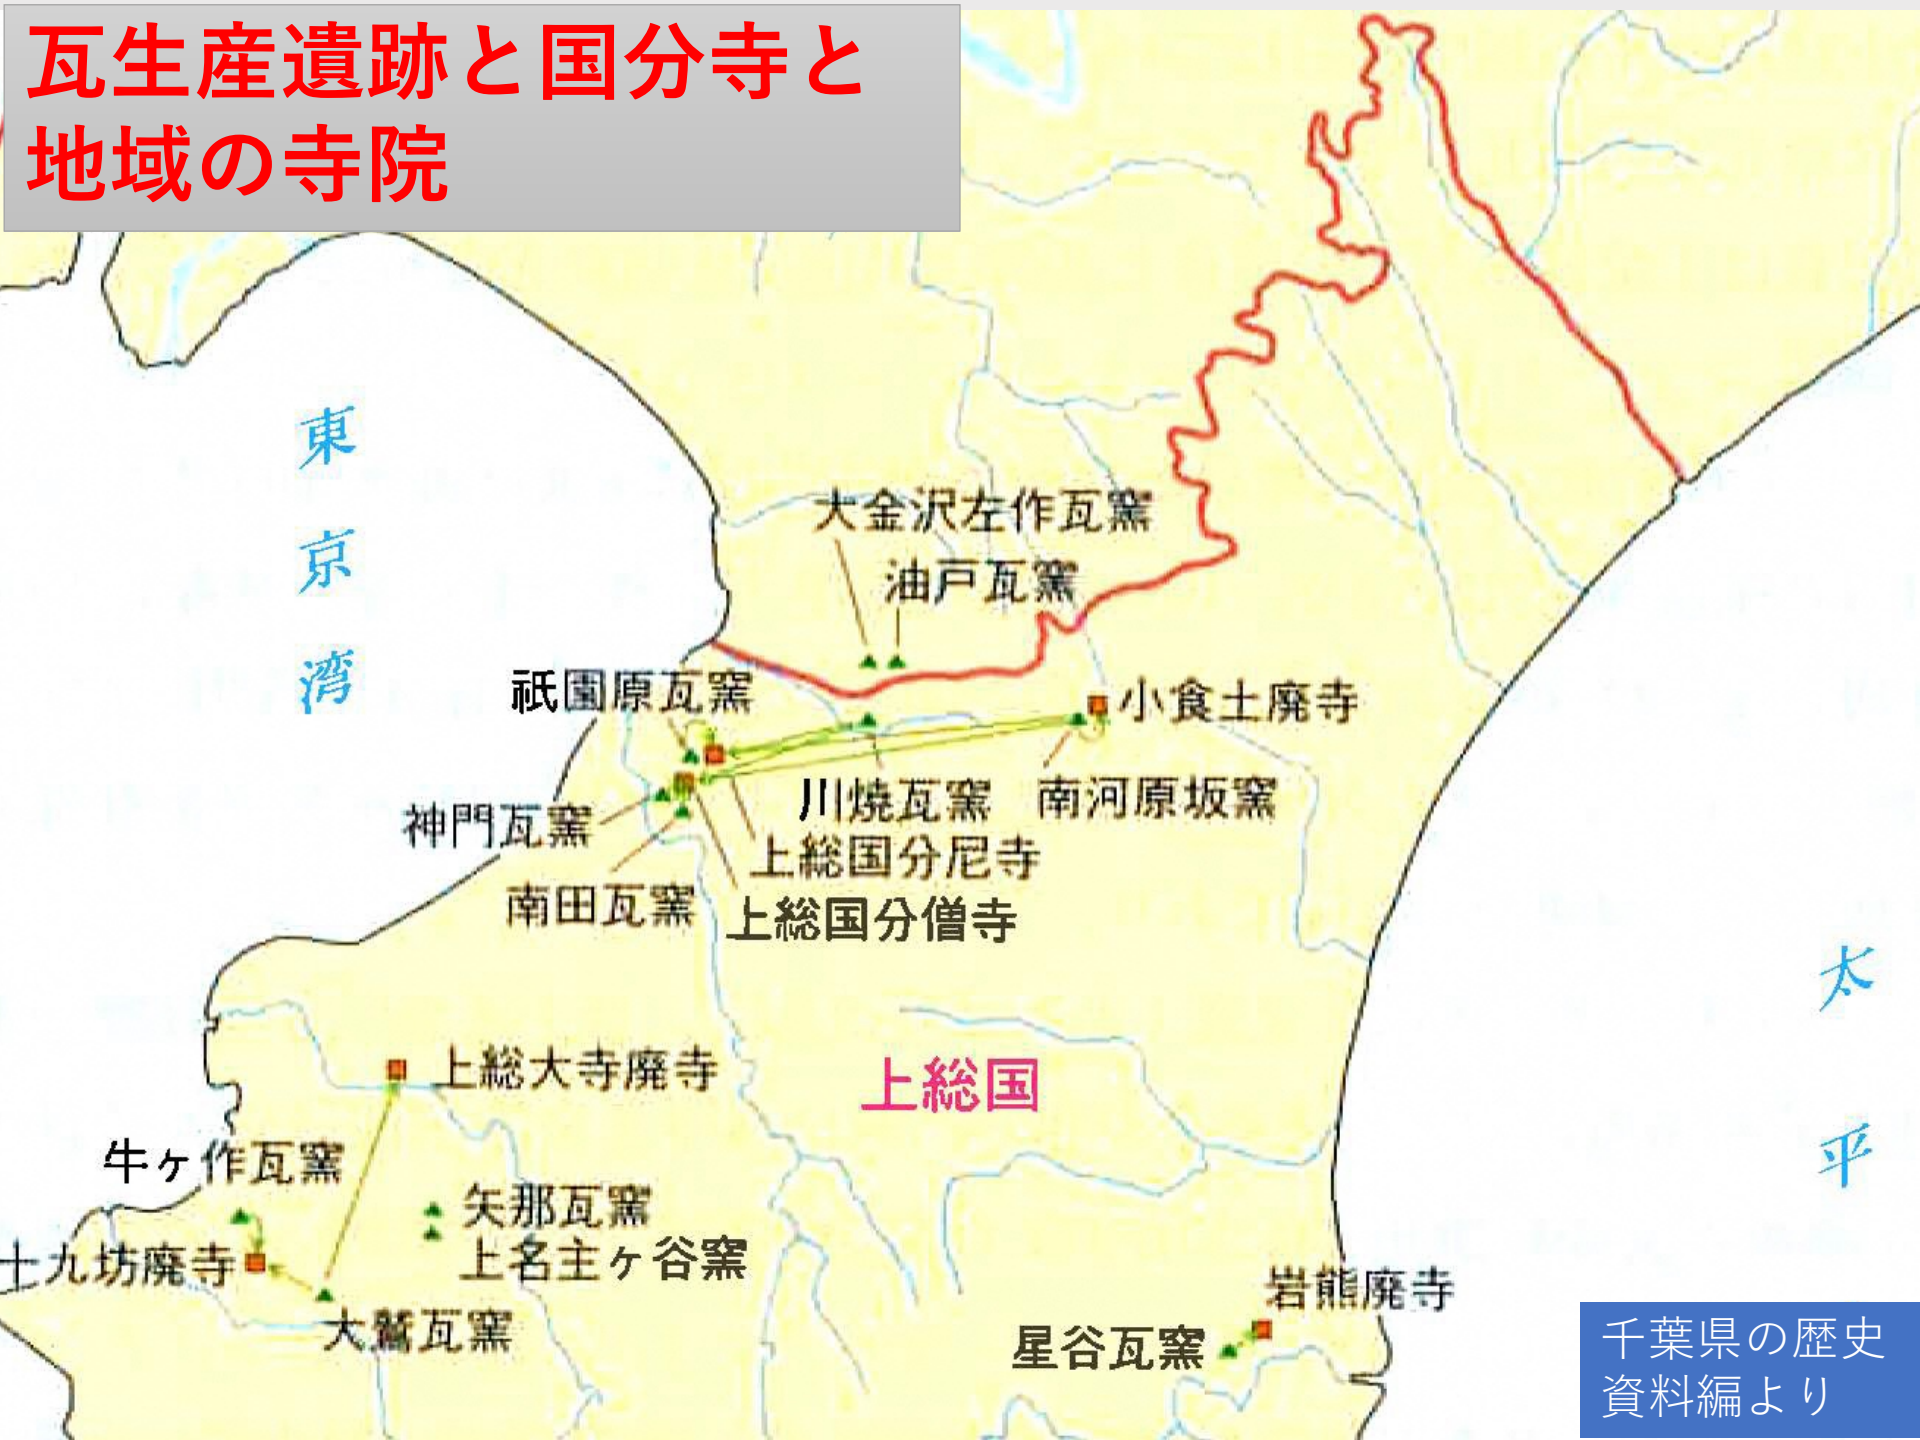 瓦生産遺跡と国分寺と
地域の寺院
東京湾
大金沢左作瓦窯
油戸瓦窯
祇園原瓦窯
小食土廃寺
神門瓦窯
川焼瓦窯
南河原坂窯
上総国分尼寺
南田瓦窯
上総国分僧寺
上総大寺廃寺
上総国
太平
牛ヶ作瓦窯
矢那瓦窯
上名主ヶ谷窯
十九坊廃寺
大鷲瓦窯
岩熊廃寺
星谷瓦窯
千葉県の歴史
資料編より